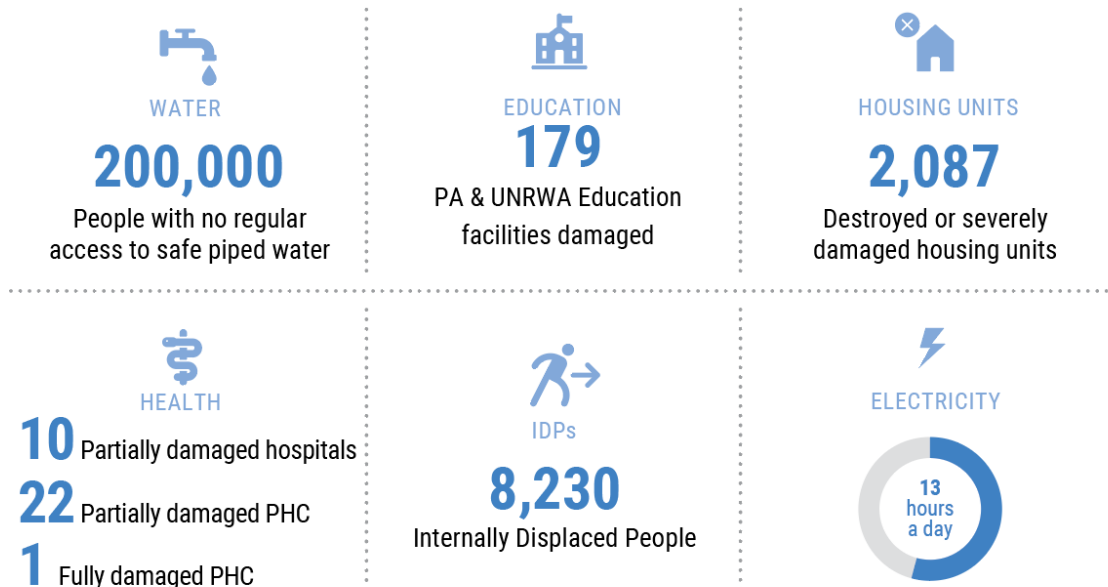 WATER
200,000
People with no regular
access to safe piped water
EDUCATION
179
PA & UNRWA Education
facilities damaged
HOUSING UNITS
2,087
Destroyed or severely
damaged housing units
HEALTH
10 Partially damaged hospitals
22 Partially damaged PHC
1 Fully damaged PHC
IDPs
8,230
Internally Displaced People
ELECTRICITY
13
hours
a day